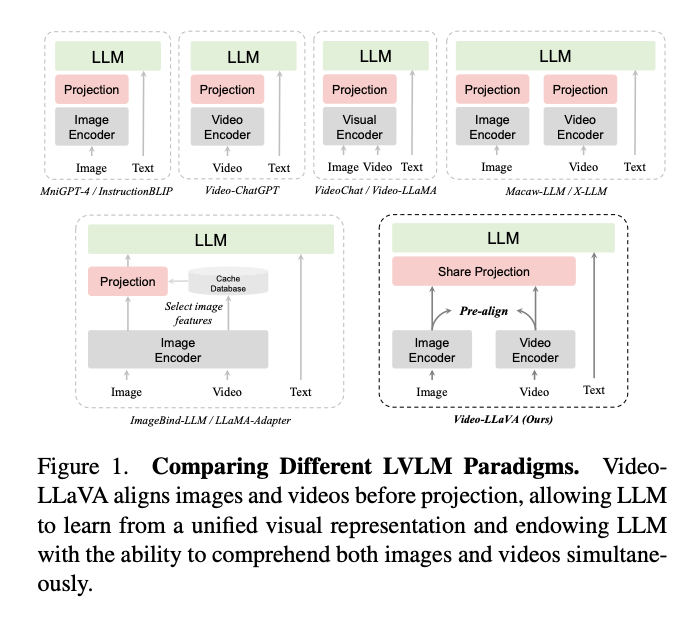 LLM
Projection
Image
Encoder
Image
Text
MniGPT-4 / InstructionBLIP
LLM
Projection
Video
Encoder
Video
Text
Video-ChatGPT
LLM
Projection
Visual
Encoder
Image Video Text
VideoChat / Video-LLaMA
LLM
Projection
Projection
Image
Encoder
Video
Encoder
Image
Video
Text
Macaw-LLM / X-LLM
LLM
Projection
Cache
Database
Select image
features
Image
Encoder
Image
Video
Text
ImageBind-LLM / LLaMA-Adapter
LLM
Share Projection
Pre-align
Image
Encoder
Video
Encoder
Image
Video
Text
Video-LLaVA (Ours)
Figure 1. Comparing Different LVLM Paradigms. Video-
LLaVA aligns images and videos before projection, allowing LLM
to learn from a unified visual representation and endowing LLM
with the ability to comprehend both images and videos simultane-
ously.